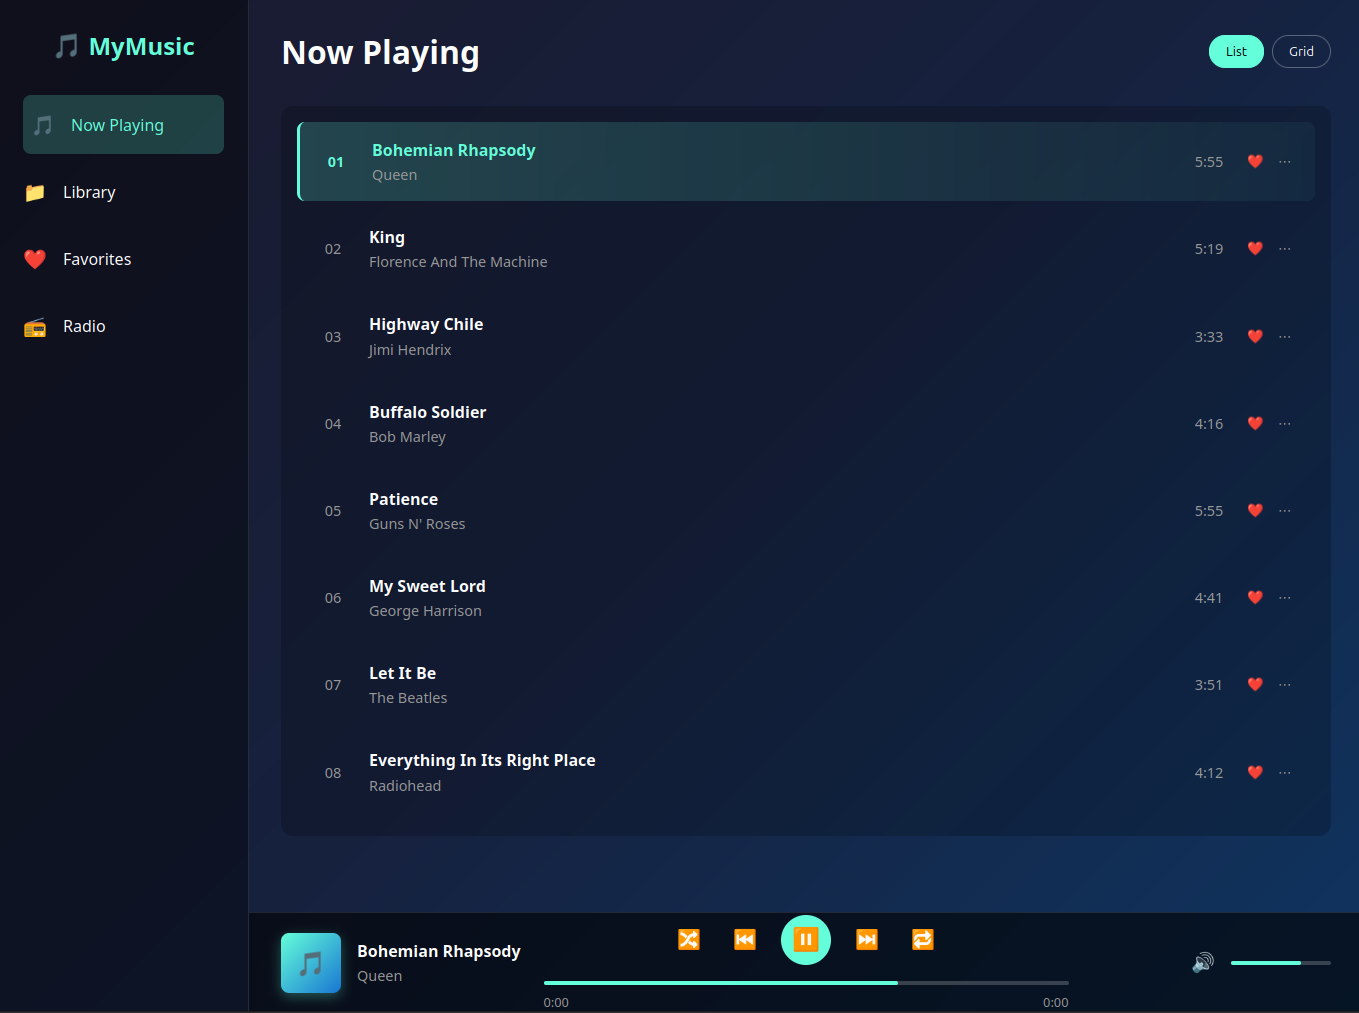 MyMusic
Now Playing
Library
Favorites
Radio
Now Playing
List
Grid
01
Bohemian Rhapsody
Queen
5:55
02
King
Florence And The Machine
5:19
03
Highway Chile
Jimi Hendrix
3:33
04
Buffalo Soldier
Bob Marley
4:16
05
Patience
Guns N' Roses
5:55
06
My Sweet Lord
George Harrison
4:41
07
Let It Be
The Beatles
3:51
08
Everything In Its Right Place
Radiohead
4:12
Bohemian Rhapsody
Queen
0:00
0:00